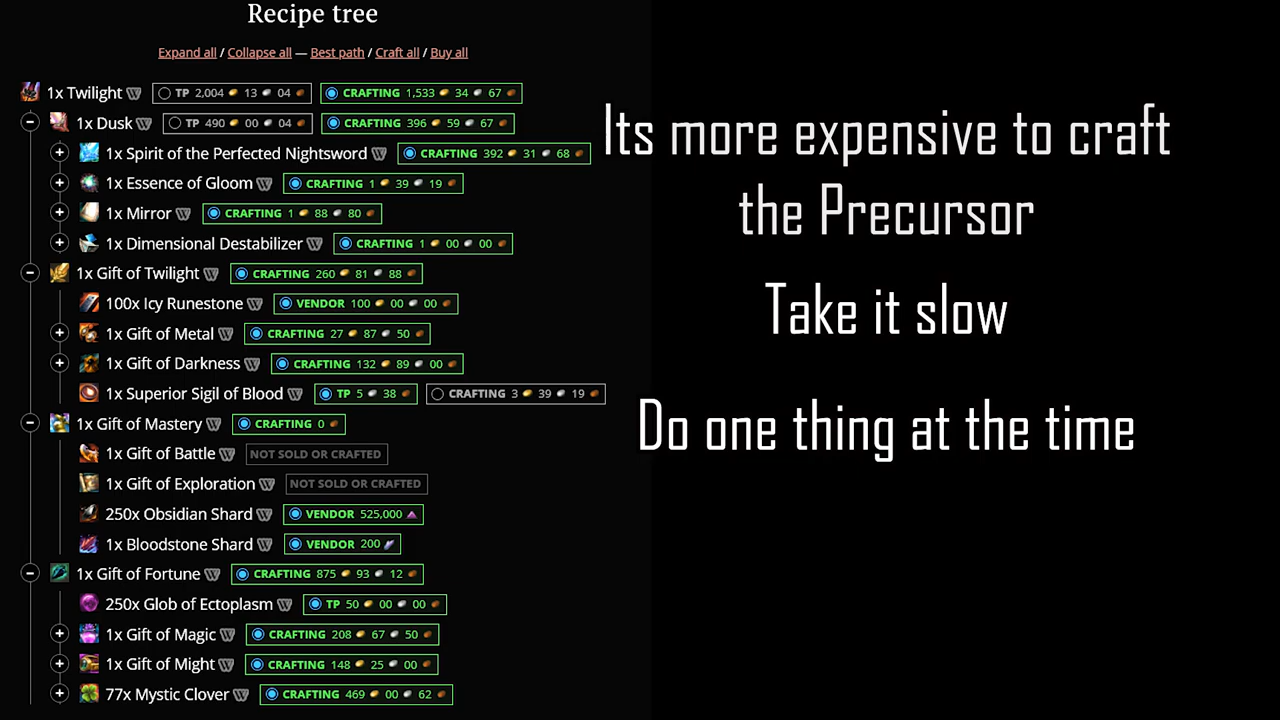 Recipe tree
Expand all / Collapse all — Best path / Craft all / Buy all
1x Twilight TP 2,004 13 04 CRAFTING 1,533 34 67
1x Dusk TP 490 00 04 CRAFTING 396 59 67
1x Spirit of the Perfected Nightsword CRAFTING 392 31 68
1x Essence of Gloom CRAFTING 1 39 19
1x Mirror CRAFTING 1 88 80
1x Dimensional Destabilizer CRAFTING 1 00 00
1x Gift of Twilight CRAFTING 260 81 88
100x Icy Runestone VENDOR 100 00 00
1x Gift of Metal CRAFTING 27 87 50
1x Gift of Darkness CRAFTING 132 89 00
1x Superior Sigil of Blood TP 5 38 CRAFTING 3 39 19
1x Gift of Mastery CRAFTING 0
1x Gift of Battle NOT SOLD OR CRAFTED
1x Gift of Exploration NOT SOLD OR CRAFTED
250x Obsidian Shard VENDOR 525,000
1x Bloodstone Shard VENDOR 200
1x Gift of Fortune CRAFTING 875 93 12
250x Glob of Ectoplasm TP 50 00 00
1x Gift of Magic CRAFTING 208 67 50
1x Gift of Might CRAFTING 148 25 00
77x Mystic Clover CRAFTING 469 00 62
Its more expensive to craft
the Precursor
Take it slow
Do one thing at the time